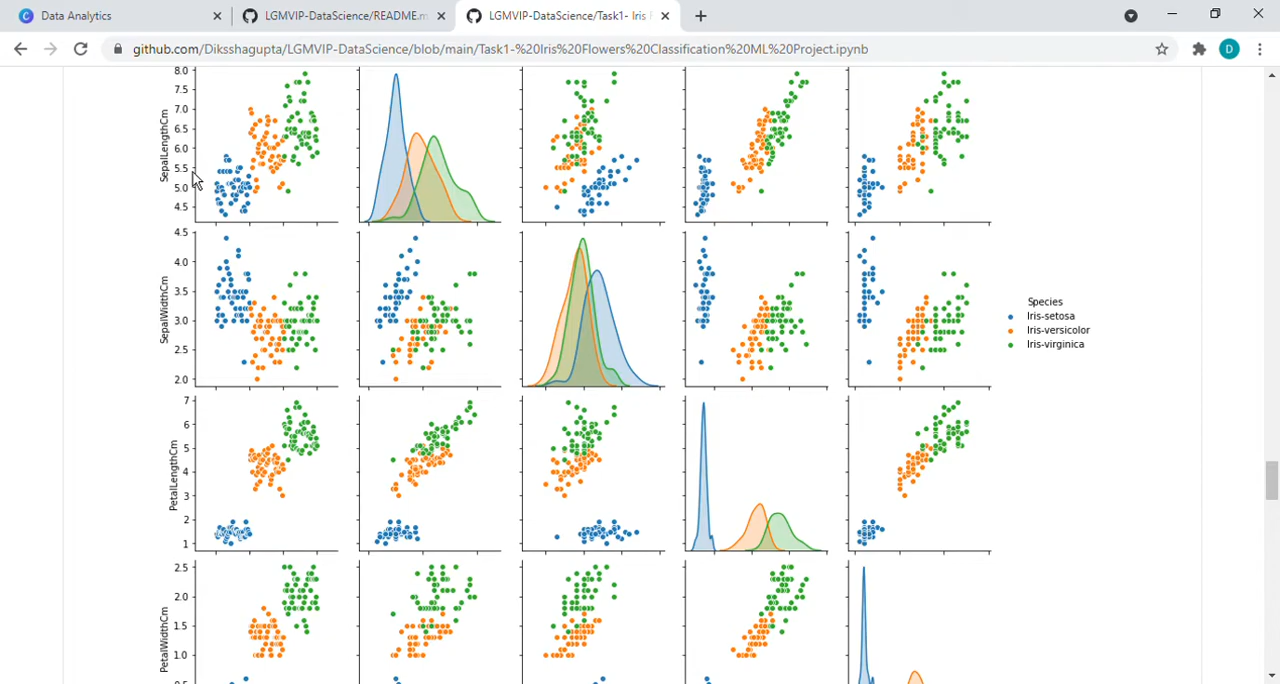 Data Analytics
LGMVIP-DataScience/README.m
LGMVIP-DataScience/Task1- Iris
github.com/Diksshagupta/LGMVIP-DataScience/blob/main/Task1-%20Iris%20Flowers%20Classification%20ML%20Project.ipynb
D
SepalLengthCm
8.0
7.5
7.0
6.5
6.0
5.5
5.0
4.5
SepalWidthCm
4.5
4.0
3.5
3.0
2.5
2.0
Species
Iris-setosa
Iris-versicolor
Iris-virginica
PetalLengthCm
7
6
5
4
3
2
1
PetalWidthCm
2.5
2.0
1.5
1.0
0.5